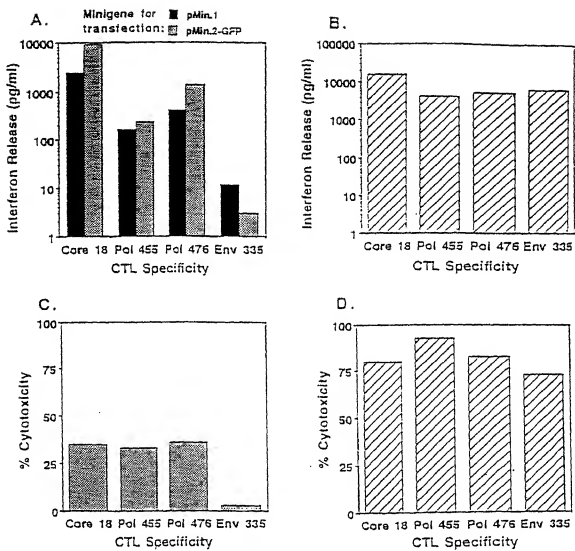 A.
Minigene for
transfection:
pMin.1
pMin.2-GFP
Interferon Release (pg/ml)
10000
1000
100
10
1
Core 18 Pol 455 Pol 476 Env 335
CTL Specificity
B.
Interferon Release (pg/ml)
100000
10000
1000
100
10
1
Core 18 Pol 455 Pol 476 Env 335
CTL Specificity
C.
% Cytotoxicity
100
75
50
25
0
Core 18 Pol 455 Pol 476 Env 335
CTL Specificity
D.
% Cytotoxicity
100
75
50
25
0
Core 18 Pol 455 Pol 476 Env 335
CTL Specificity